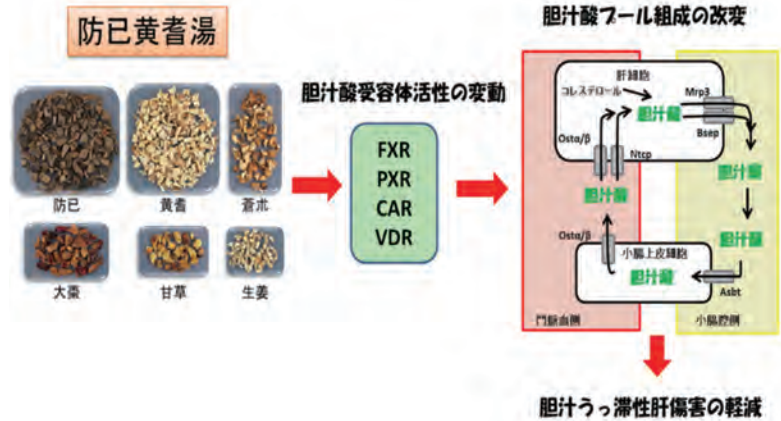 防已黄耆湯
防已
黄耆
蒼朮
大棗
甘草
生姜
胆汁酸受容体活性の変動
FXR
PXR
CAR
VDR
胆汁酸プール組成の改変
肝細胞
コレステロール
胆汁酸
Mrp3
Bsep
Ostα/β
Ntcp
胆汁酸
胆汁酸
胆汁酸
Ostα/β
小腸上皮細胞
胆汁酸
Asbt
門脈血側
小腸腔側
胆汁うっ滞性肝傷害の軽減